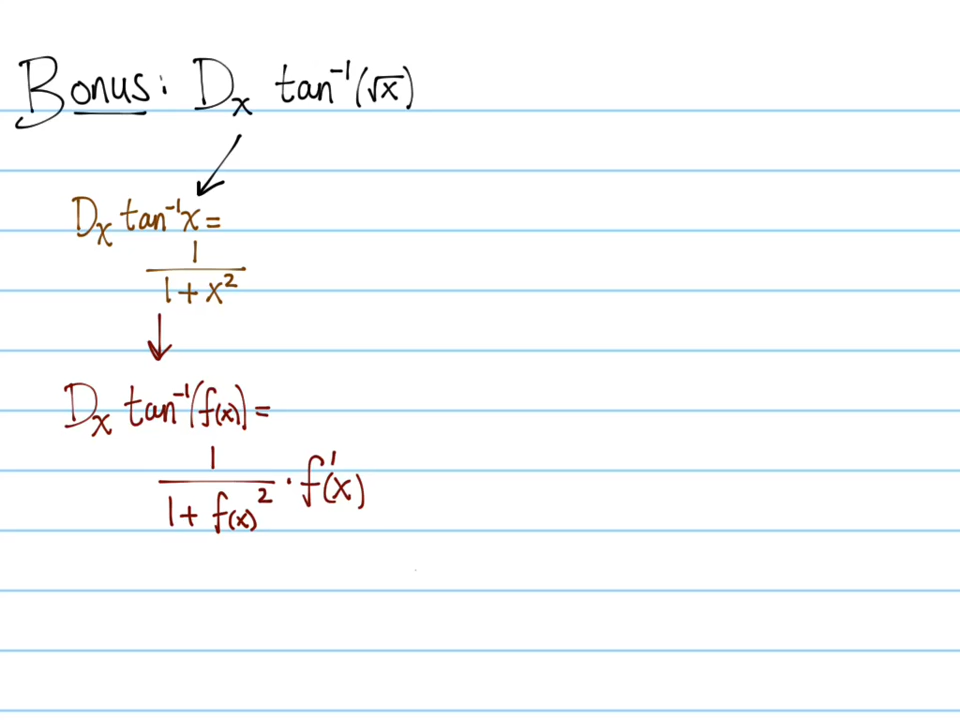 Bonus: Dₓ tan⁻¹(√x)
Dₓ tan⁻¹x =
1
1 + x²
Dₓ tan⁻¹(f(x)) =
1
1 + f(x)² · f'(x)